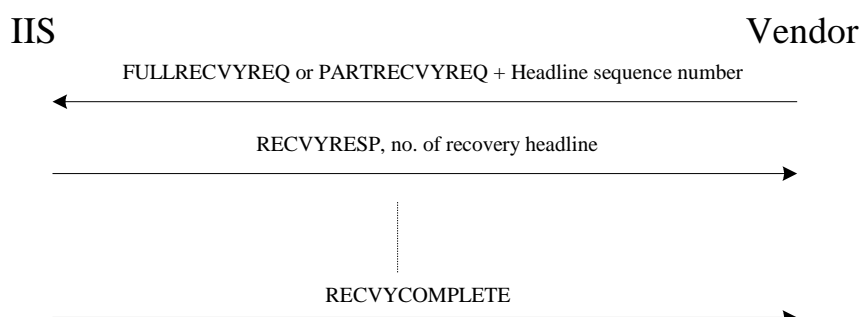 IIS Vendor
FULLRECVYREQ or PARTRECVYREQ + Headline sequence number
RECVYRESP, no. of recovery headline
RECVYCOMPLETE